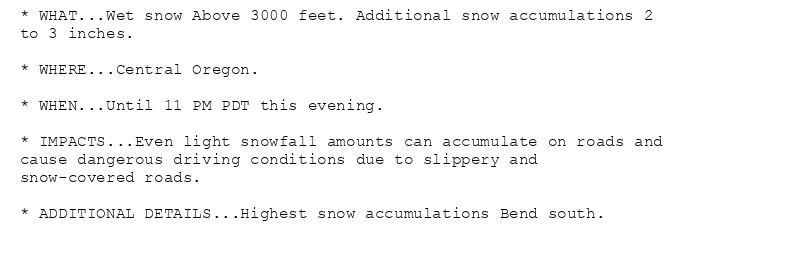 * WHAT...Wet snow Above 3000 feet. Additional snow accumulations 2
to 3 inches.
* WHERE...Central Oregon.
* WHEN...Until 11 PM PDT this evening.
* IMPACTS...Even light snowfall amounts can accumulate on roads and
cause dangerous driving conditions due to slippery and
snow-covered roads.
* ADDITIONAL DETAILS...Highest snow accumulations Bend south.